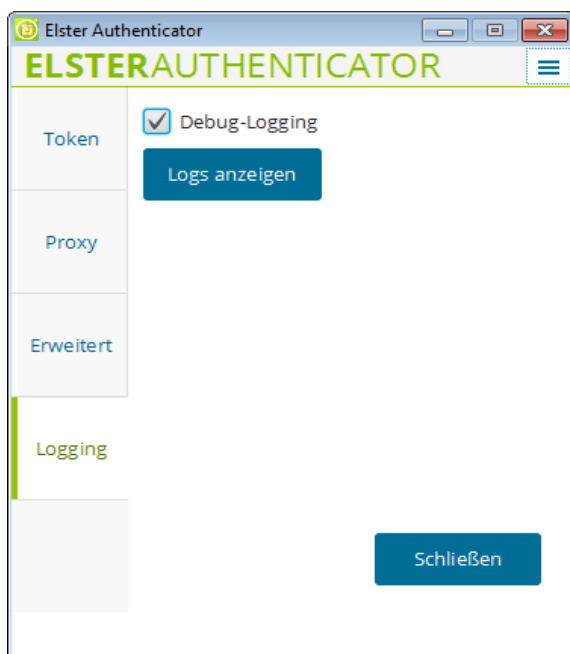 Elster Authenticator
ELSTERAUTHENTICATOR
Token
Proxy
Erweitert
Logging
Debug-Logging
Logs anzeigen
Schließen